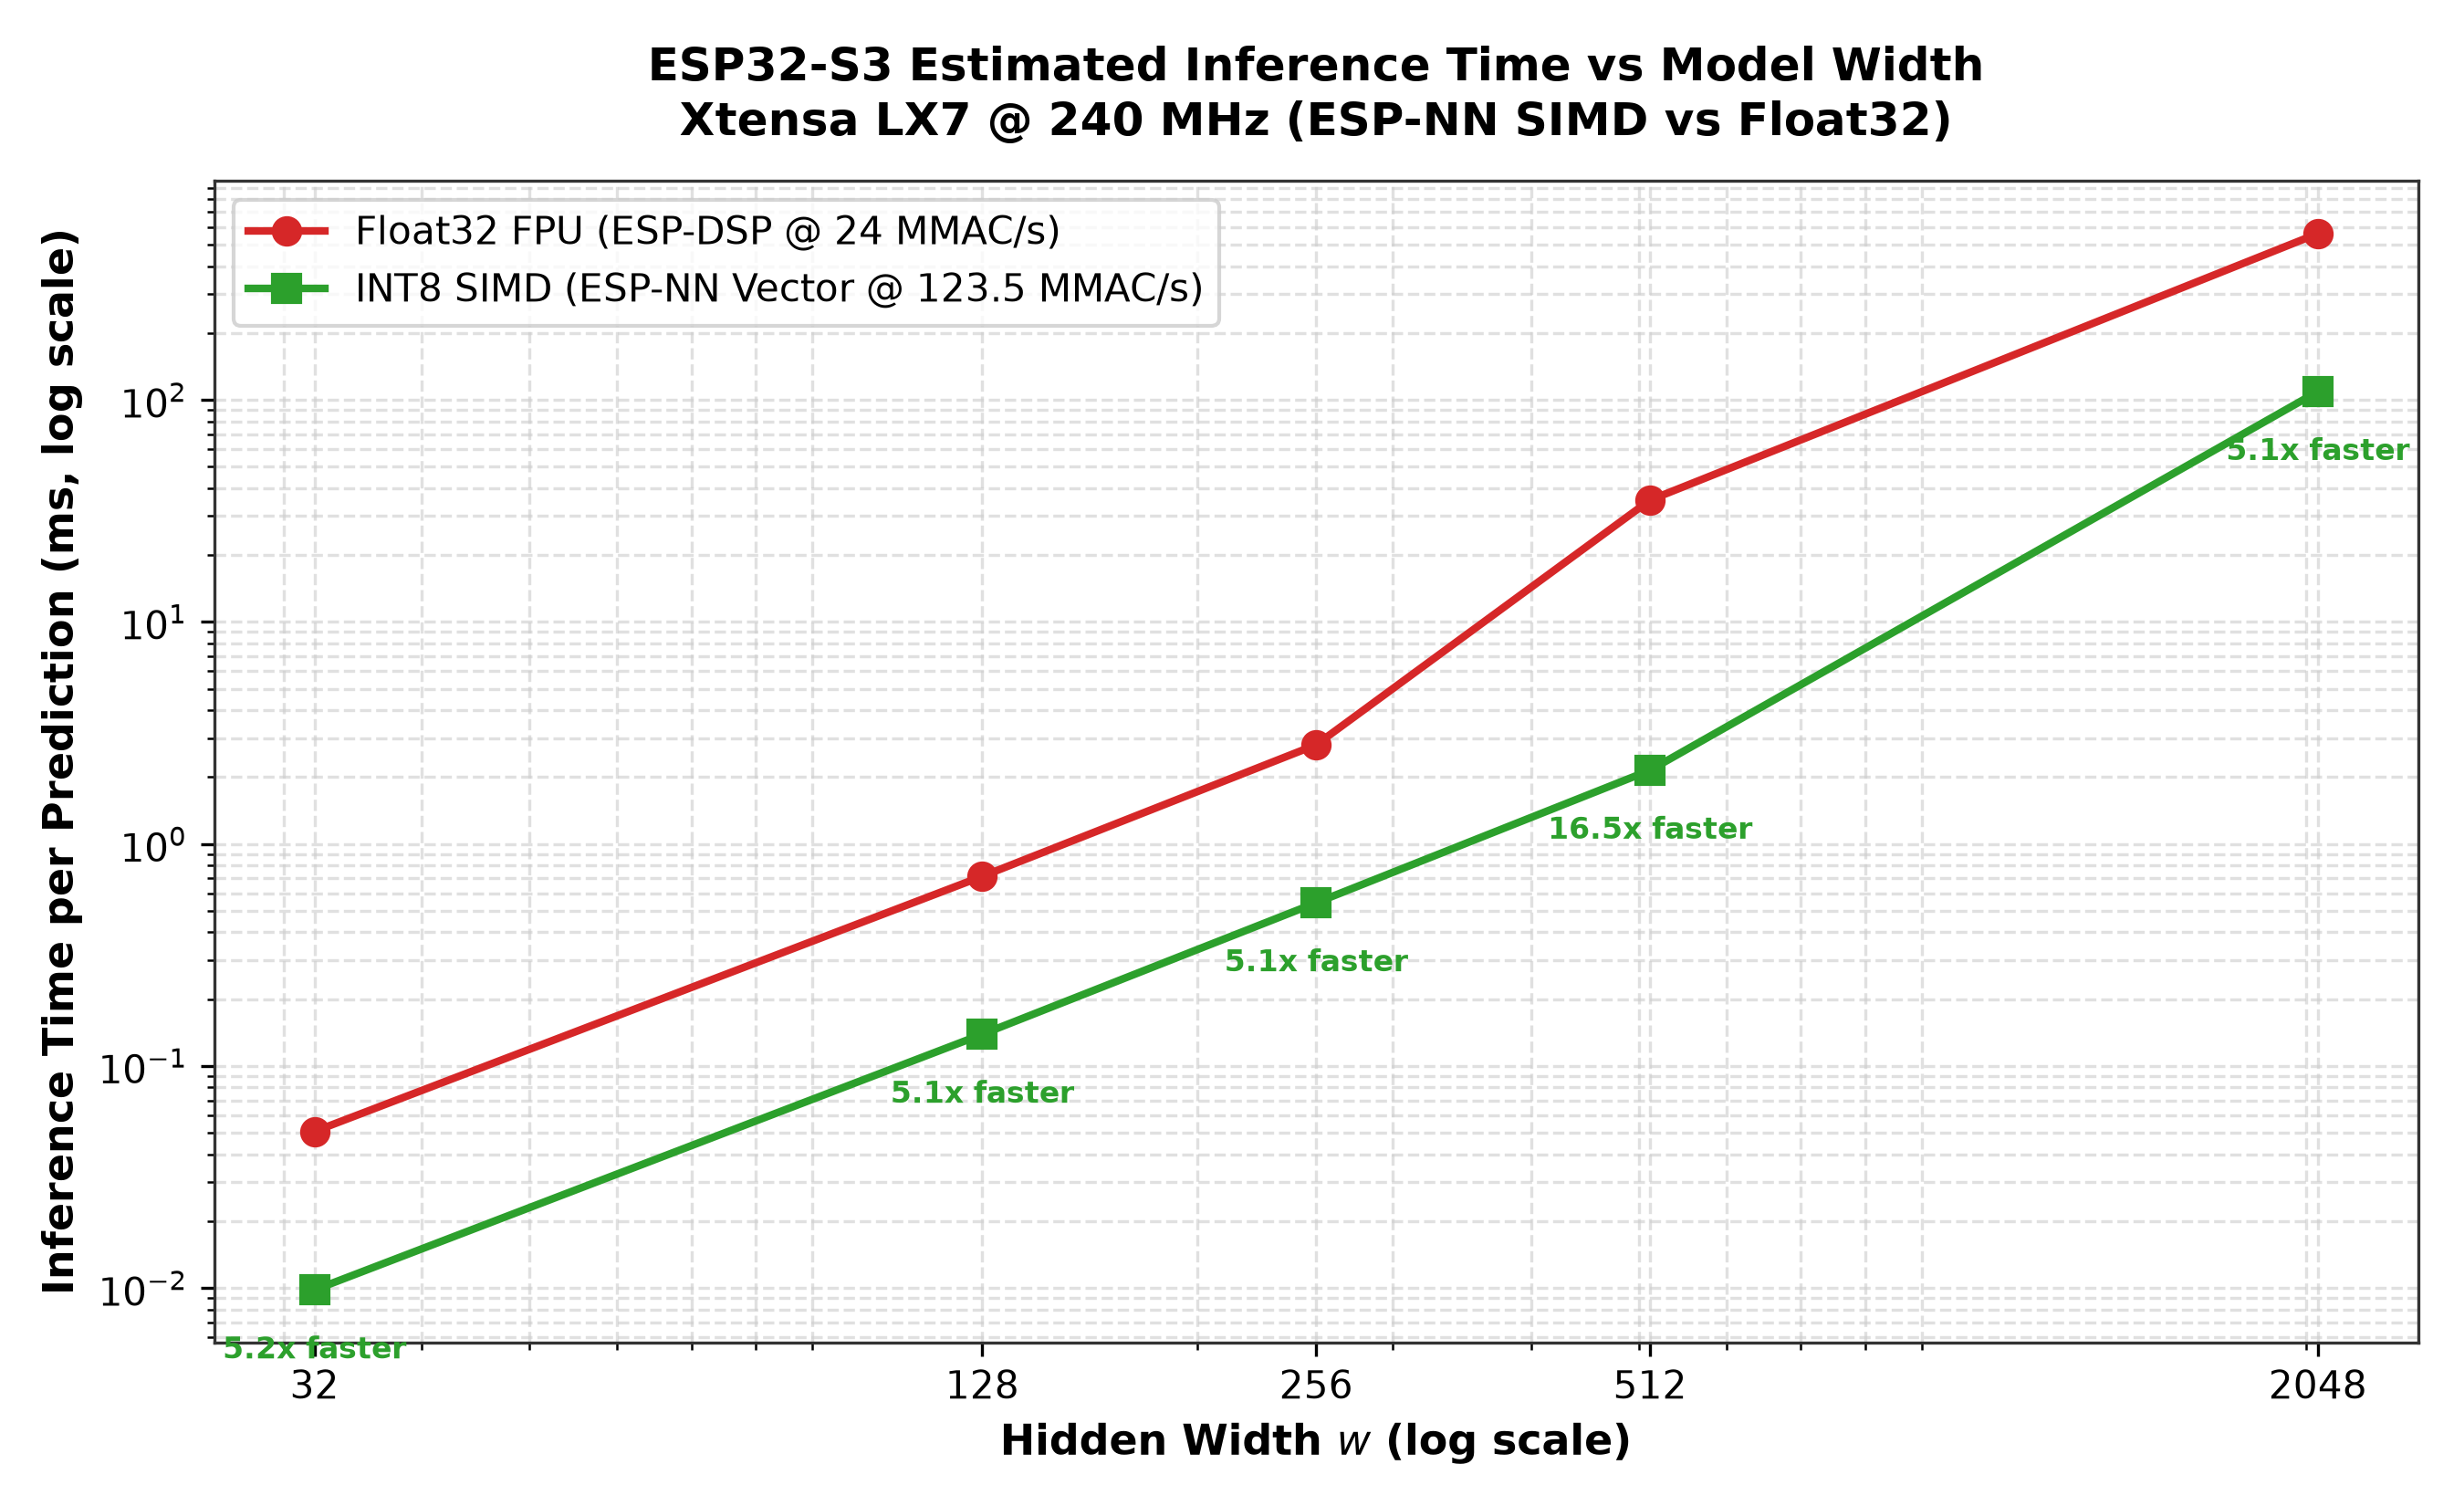 ESP32-S3 Estimated Inference Time vs Model Width
Xtensa LX7 @ 240 MHz (ESP-NN SIMD vs Float32)
Float32 FPU (ESP-DSP @ 24 MMAC/s)
INT8 SIMD (ESP-NN Vector @ 123.5 MMAC/s)
Inference Time per Prediction (ms, log scale)
10²
10¹
10⁰
10⁻¹
10⁻²
5.1x faster
16.5x faster
5.1x faster
5.1x faster
5.2x faster
32
128
256
512
2048
Hidden Width w (log scale)